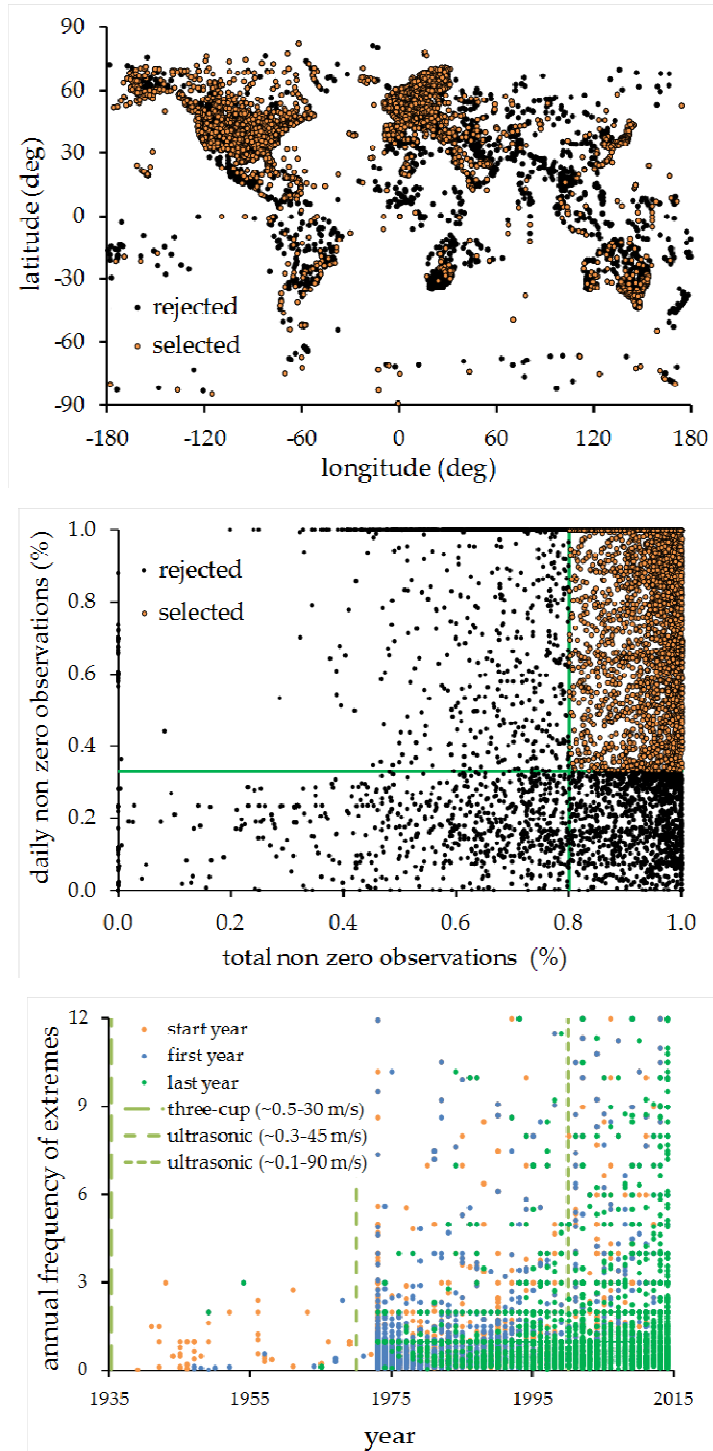 90
60
30
0
-30
-60
-90
latitude (deg)
rejected
selected
-180 -120 -60 0 60 120 180
longitude (deg)
1.0
0.8
0.6
0.4
0.2
0.0
daily non zero observations (%)
rejected
selected
0.0 0.2 0.4 0.6 0.8 1.0
total non zero observations (%)
12
9
6
3
0
annual frequency of extremes
start year
first year
last year
three-cup (~0.5-30 m/s)
ultrasonic (~0.3-45 m/s)
ultrasonic (~0.1-90 m/s)
1935 1955 1975 1995 2015
year